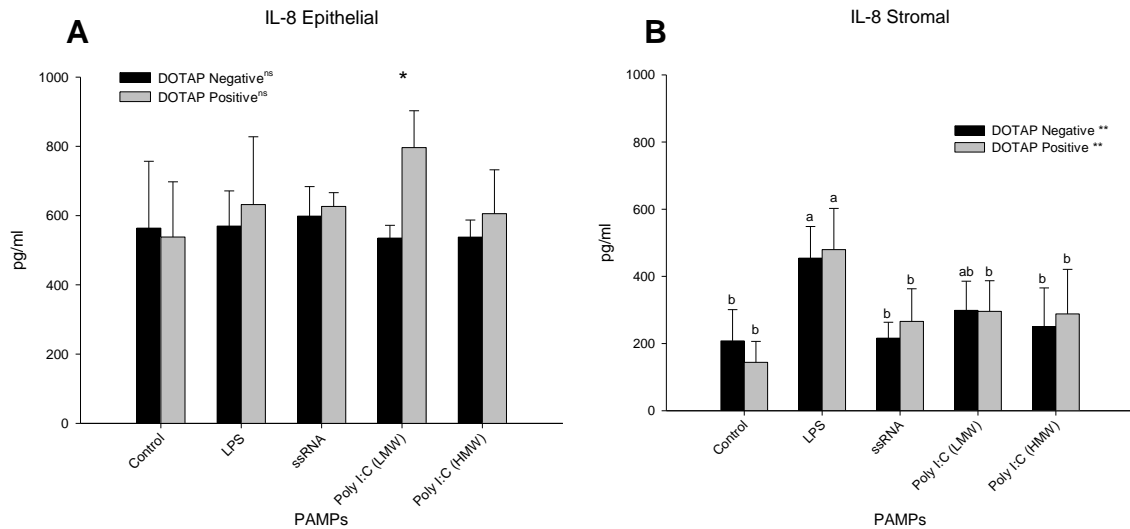 IL-8 Epithelial
A
DOTAP Negative ns
DOTAP Positive ns
*
1000
800
600
400
200
0
pg/ml
Control
LPS
ssRNA
Poly I:C (LMW)
Poly I:C (HMW)
PAMPs
IL-8 Stromal
B
DOTAP Negative **
DOTAP Positive **
1000
800
600
400
200
0
pg/ml
b b a a b b ab b b b
Control
LPS
ssRNA
Poly I:C (LMW)
Poly I:C (HMW)
PAMPs